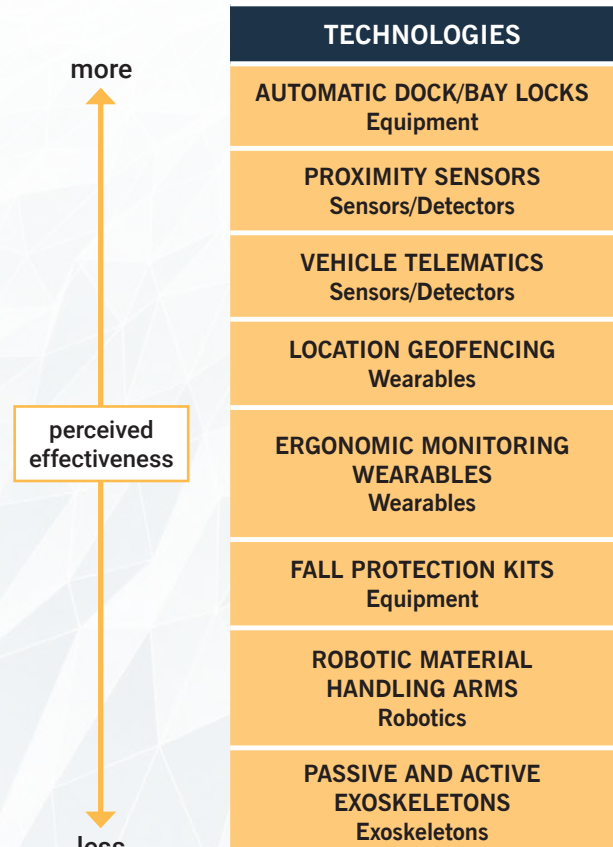 TECHNOLOGIES
more
AUTOMATIC DOCK/BAY LOCKS
Equipment
PROXIMITY SENSORS
Sensors/Detectors
VEHICLE TELEMATICS
Sensors/Detectors
LOCATION GEOFENCING
Wearables
perceived
effectiveness
ERGONOMIC MONITORING
WEARABLES
Wearables
FALL PROTECTION KITS
Equipment
ROBOTIC MATERIAL
HANDLING ARMS
Robotics
PASSIVE AND ACTIVE
EXOSKELETONS
Exoskeletons
less